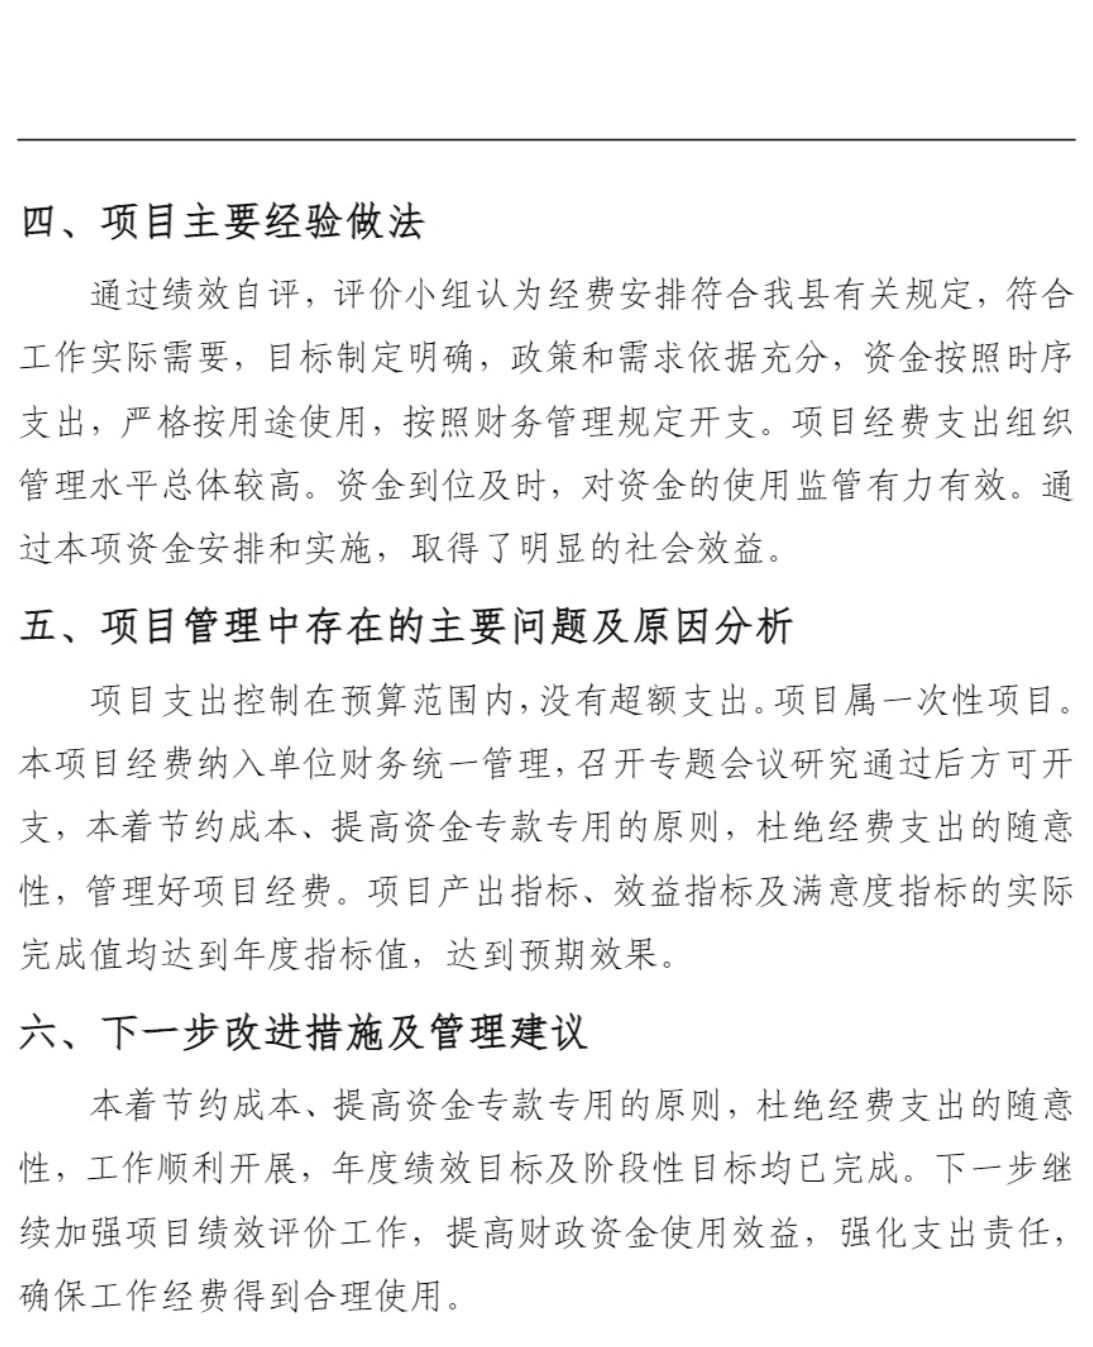 四、项目主要经验做法
通过绩效自评，评价小组认为经费安排符合我县有关规定，符合
工作实际需要，目标制定明确，政策和需求依据充分，资金按照时序
支出，严格按用途使用，按照财务管理规定开支。项目经费支出组织
管理水平总体较高。资金到位及时，对资金的使用监管有力有效。通
过本项资金安排和实施，取得了明显的社会效益。
五、项目管理中存在的主要问题及原因分析
项目支出控制在预算范围内，没有超额支出。项目属一次性项目。
本项目经费纳入单位财务统一管理，召开专题会议研究通过后方可开
支，本着节约成本、提高资金专款专用的原则，杜绝经费支出的随意
性，管理好项目经费。项目产出指标、效益指标及满意度指标的实际
完成值均达到年度指标值，达到预期效果。
六、下一步改进措施及管理建议
本着节约成本、提高资金专款专用的原则，杜绝经费支出的随意
性，工作顺利开展，年度绩效目标及阶段性目标均已完成。下一步继
续加强项目绩效评价工作，提高财政资金使用效益，强化支出责任，
确保工作经费得到合理使用。